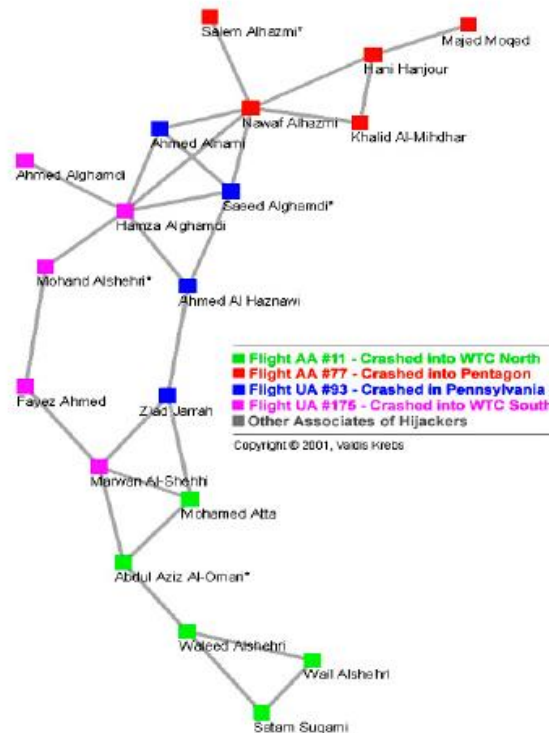 Salem Alhazmi*
Majed Moqed
Hani Hanjour
Nawaf Alhazmi
Khalid Al-Mihdhar
Ahmed Alnami
Ahmed Alghamdi
Saeed Alghamdi*
Hamza Alghamdi
Mohand Alshehri*
Ahmed Al Haznawi
Flight AA #11 - Crashed into WTC North
Flight AA #77 - Crashed into Pentagon
Flight UA #93 - Crashed in Pennsylvania
Flight UA #175 - Crashed into WTC South
Other Associates of Hijackers
Copyright © 2001, Valdis Krebs
Fayez Ahmed
Ziad Jarrah
Marwan Al-Shehhi
Mohamed Atta
Abdul Aziz Al-Omari*
Waleed Alshehri
Wail Alshehri
Satam Suqami